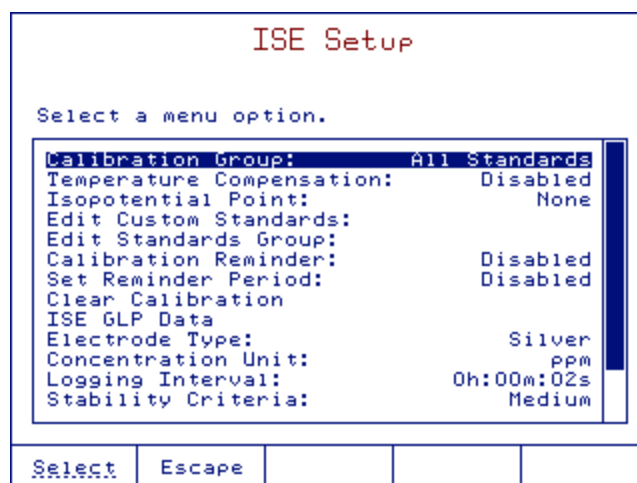 ISE Setup
Select a menu option.
Calibration Group: All Standards
Temperature Compensation: Disabled
Isopotential Point: None
Edit Custom Standards:
Edit Standards Group:
Calibration Reminder: Disabled
Set Reminder Period: Disabled
Clear Calibration
ISE GLP Data
Electrode Type: Silver
Concentration Unit: ppm
Logging Interval: 0h:00m:02s
Stability Criteria: Medium
Select Escape